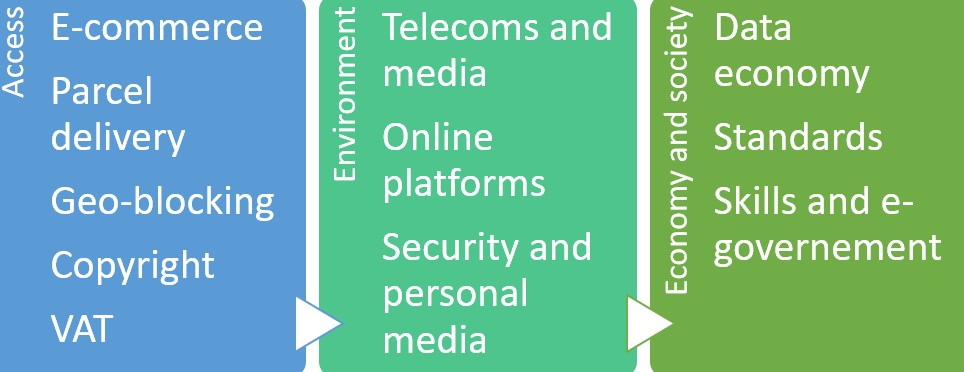 Access
E-commerce
Parcel
delivery
Geo-blocking
Copyright
VAT
Environment
Telecoms and
media
Online
platforms
Security and
personal
media
Economy and society
Data
economy
Standards
Skills and e-
governement